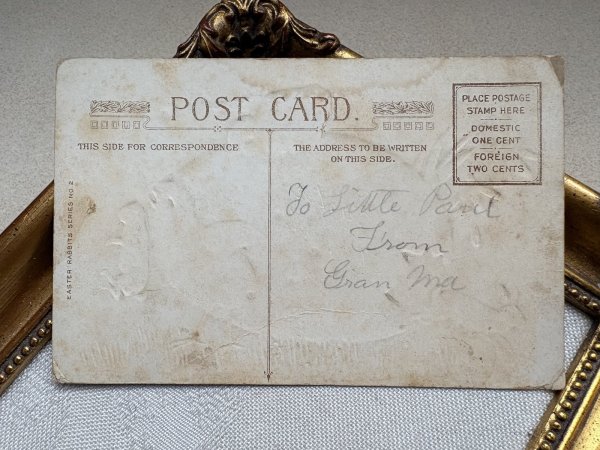 POST CARD.
THIS SIDE FOR CORRESPONDENCE
THE ADDRESS TO BE WRITTEN
ON THIS SIDE.
PLACE POSTAGE
STAMP HERE
DOMESTIC
ONE CENT
FOREIGN
TWO CENTS
EASTER RABBITS SERIES NO. 2
To Little Paul
From
Gran Ma